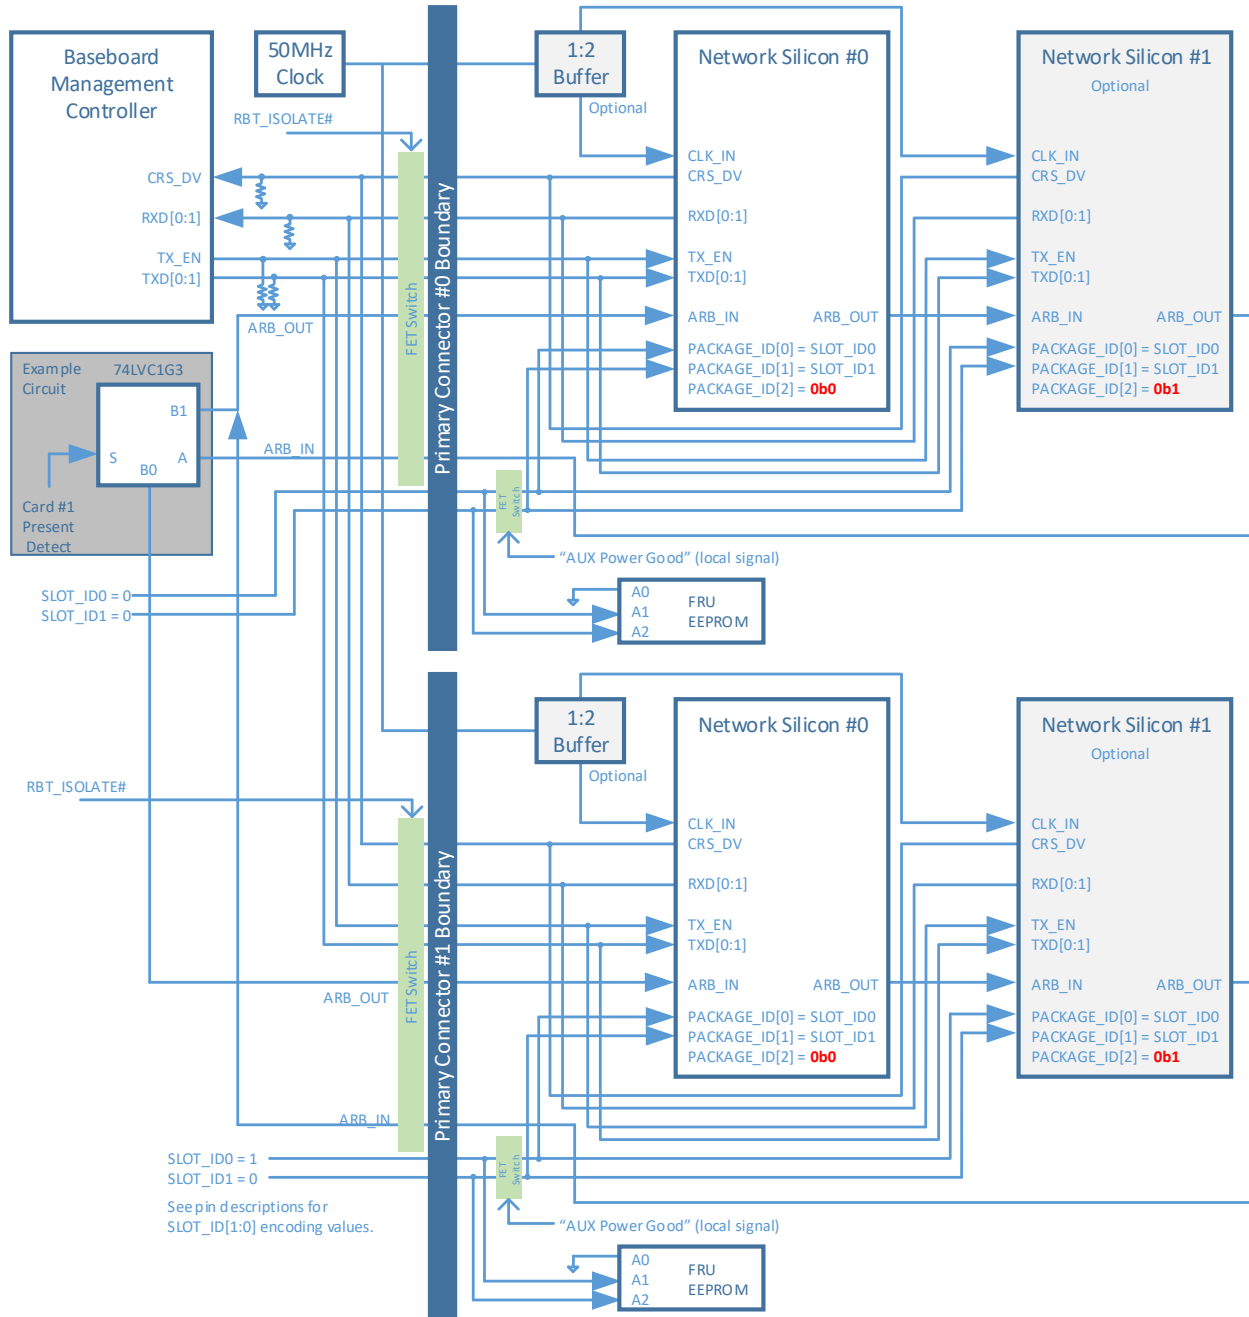 Baseboard
Management
Controller
CRS_DV
RXD[0:1]
TX_EN
TXD[0:1]
50MHz
Clock
RBT_ISOLATE#
ARB_OUT
FET Switch
Primary Connector #0 Boundary
1:2
Buffer
Optional
Network Silicon #0
CLK_IN
CRS_DV
RXD[0:1]
TX_EN
TXD[0:1]
ARB_IN ARB_OUT
PACKAGE_ID[0] = SLOT_ID0
PACKAGE_ID[1] = SLOT_ID1
PACKAGE_ID[2] = 0b0
Network Silicon #1
Optional
CLK_IN
CRS_DV
RXD[0:1]
TX_EN
TXD[0:1]
ARB_IN ARB_OUT
PACKAGE_ID[0] = SLOT_ID0
PACKAGE_ID[1] = SLOT_ID1
PACKAGE_ID[2] = 0b1
Example
Circuit
74LVC1G3
B1
S A
B0
Card #1
Present
Detect
ARB_IN
FET
Switch
"AUX Power Good" (local signal)
SLOT_ID0 = 0
SLOT_ID1 = 0
A0
A1
A2
FRU
EEPROM
RBT_ISOLATE#
ARB_OUT
FET Switch
ARB_IN
Primary Connector #1 Boundary
1:2
Buffer
Optional
Network Silicon #0
CLK_IN
CRS_DV
RXD[0:1]
TX_EN
TXD[0:1]
ARB_IN ARB_OUT
PACKAGE_ID[0] = SLOT_ID0
PACKAGE_ID[1] = SLOT_ID1
PACKAGE_ID[2] = 0b0
Network Silicon #1
Optional
CLK_IN
CRS_DV
RXD[0:1]
TX_EN
TXD[0:1]
ARB_IN ARB_OUT
PACKAGE_ID[0] = SLOT_ID0
PACKAGE_ID[1] = SLOT_ID1
PACKAGE_ID[2] = 0b1
SLOT_ID0 = 1
SLOT_ID1 = 0
See pin descriptions for
SLOT_ID[1:0] encoding values.
FET
Switch
"AUX Power Good" (local signal)
A0
A1
A2
FRU
EEPROM